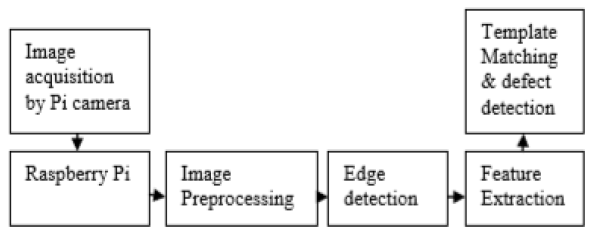 Image
acquisition
by Pi camera
Raspberry Pi
Image
Preprocessing
Edge
detection
Feature
Extraction
Template
Matching
& defect
detection